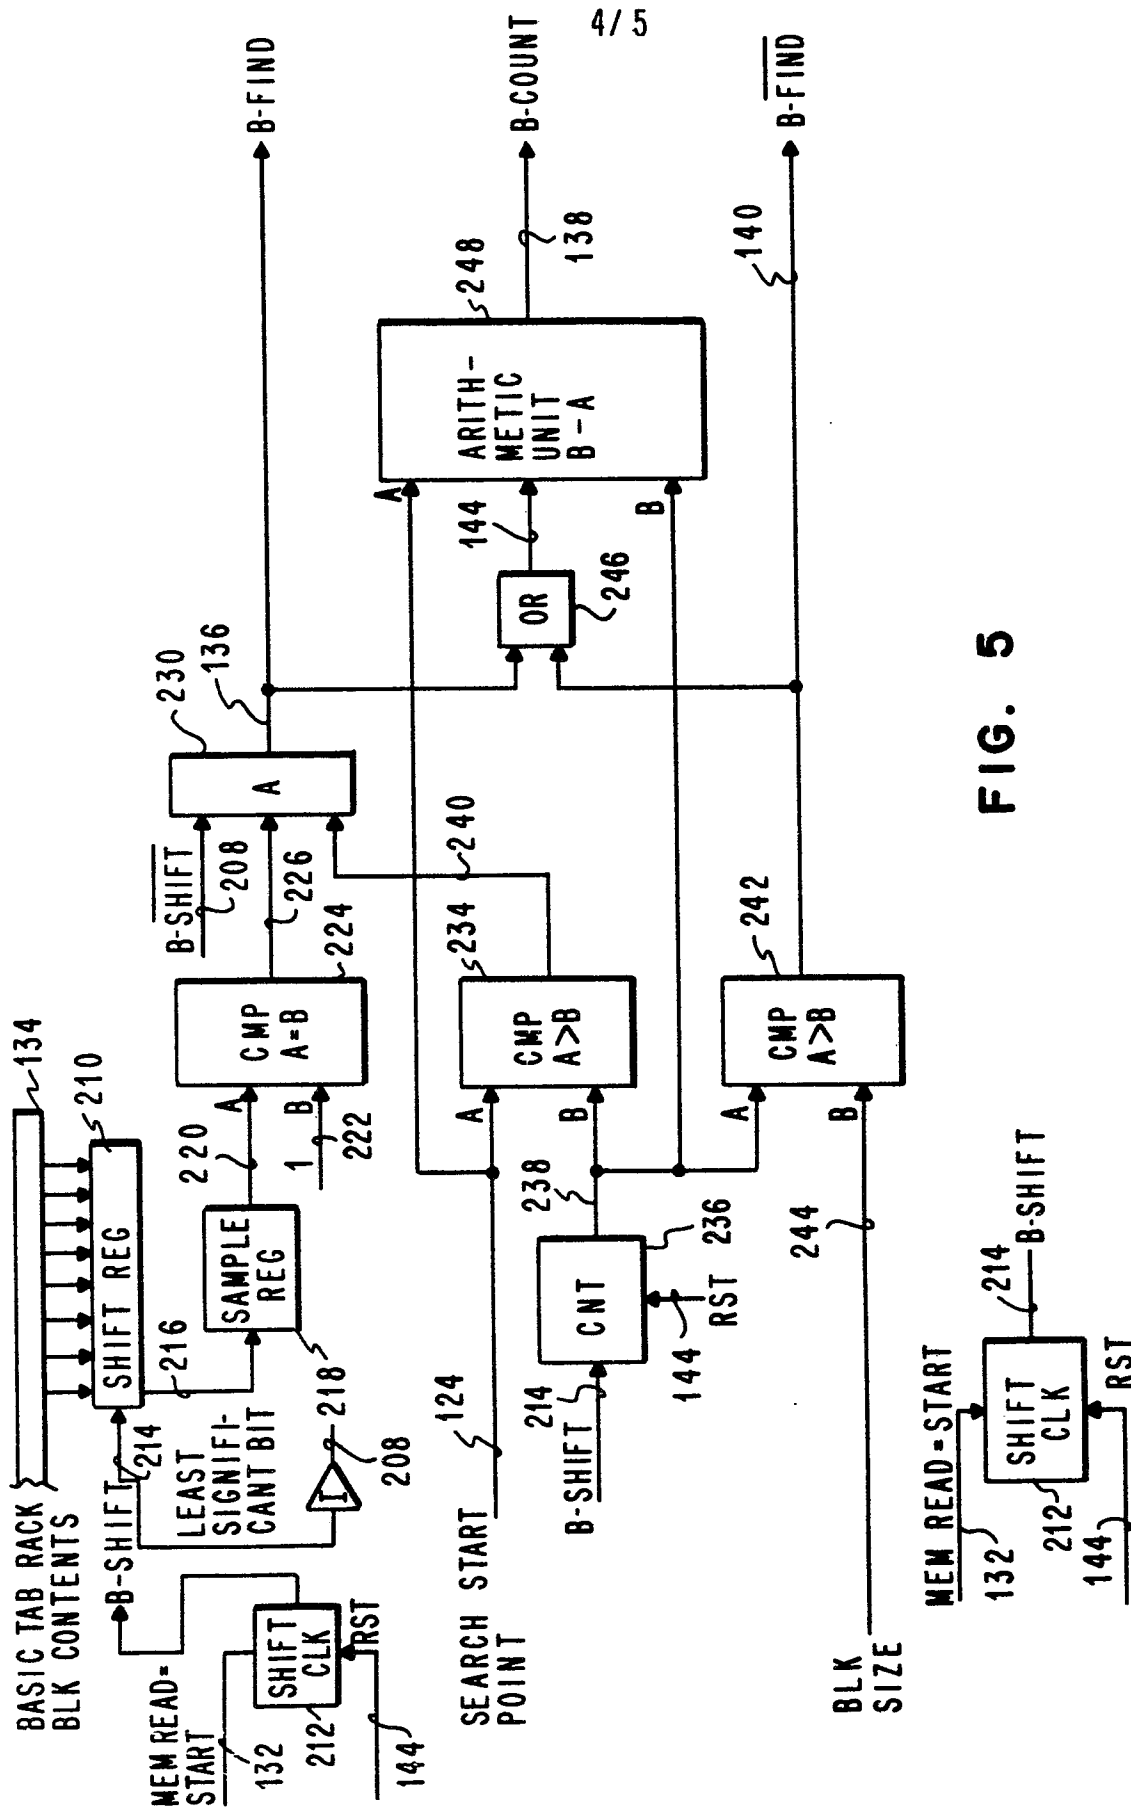 4/5
BASIC TAB RACK
BLK CONTENTS
134
210
SHIFT REG
B-SHIFT
214
216
LEAST
SIGNIFI-
CANT BIT
SAMPLE
REG
218
220
I
208
218
MEM READ=
START
132
SHIFT
CLK
212
RST
144
A
B
1
222
CMP
A=B
224
226
B-SHIFT
208
A
230
136
B-FIND
SEARCH START
POINT
124
A
B
CMP
A>B
234
240
B-SHIFT
214
CNT
236
238
144
RST
A
B
CMP
A>B
242
BLK
SIZE
244
OR
246
144
A
B
ARITH-
METIC
UNIT
B-A
248
138
B-COUNT
140
B-FIND
MEM READ=START
132
SHIFT
CLK
212
214
B-SHIFT
144
RST
FIG. 5